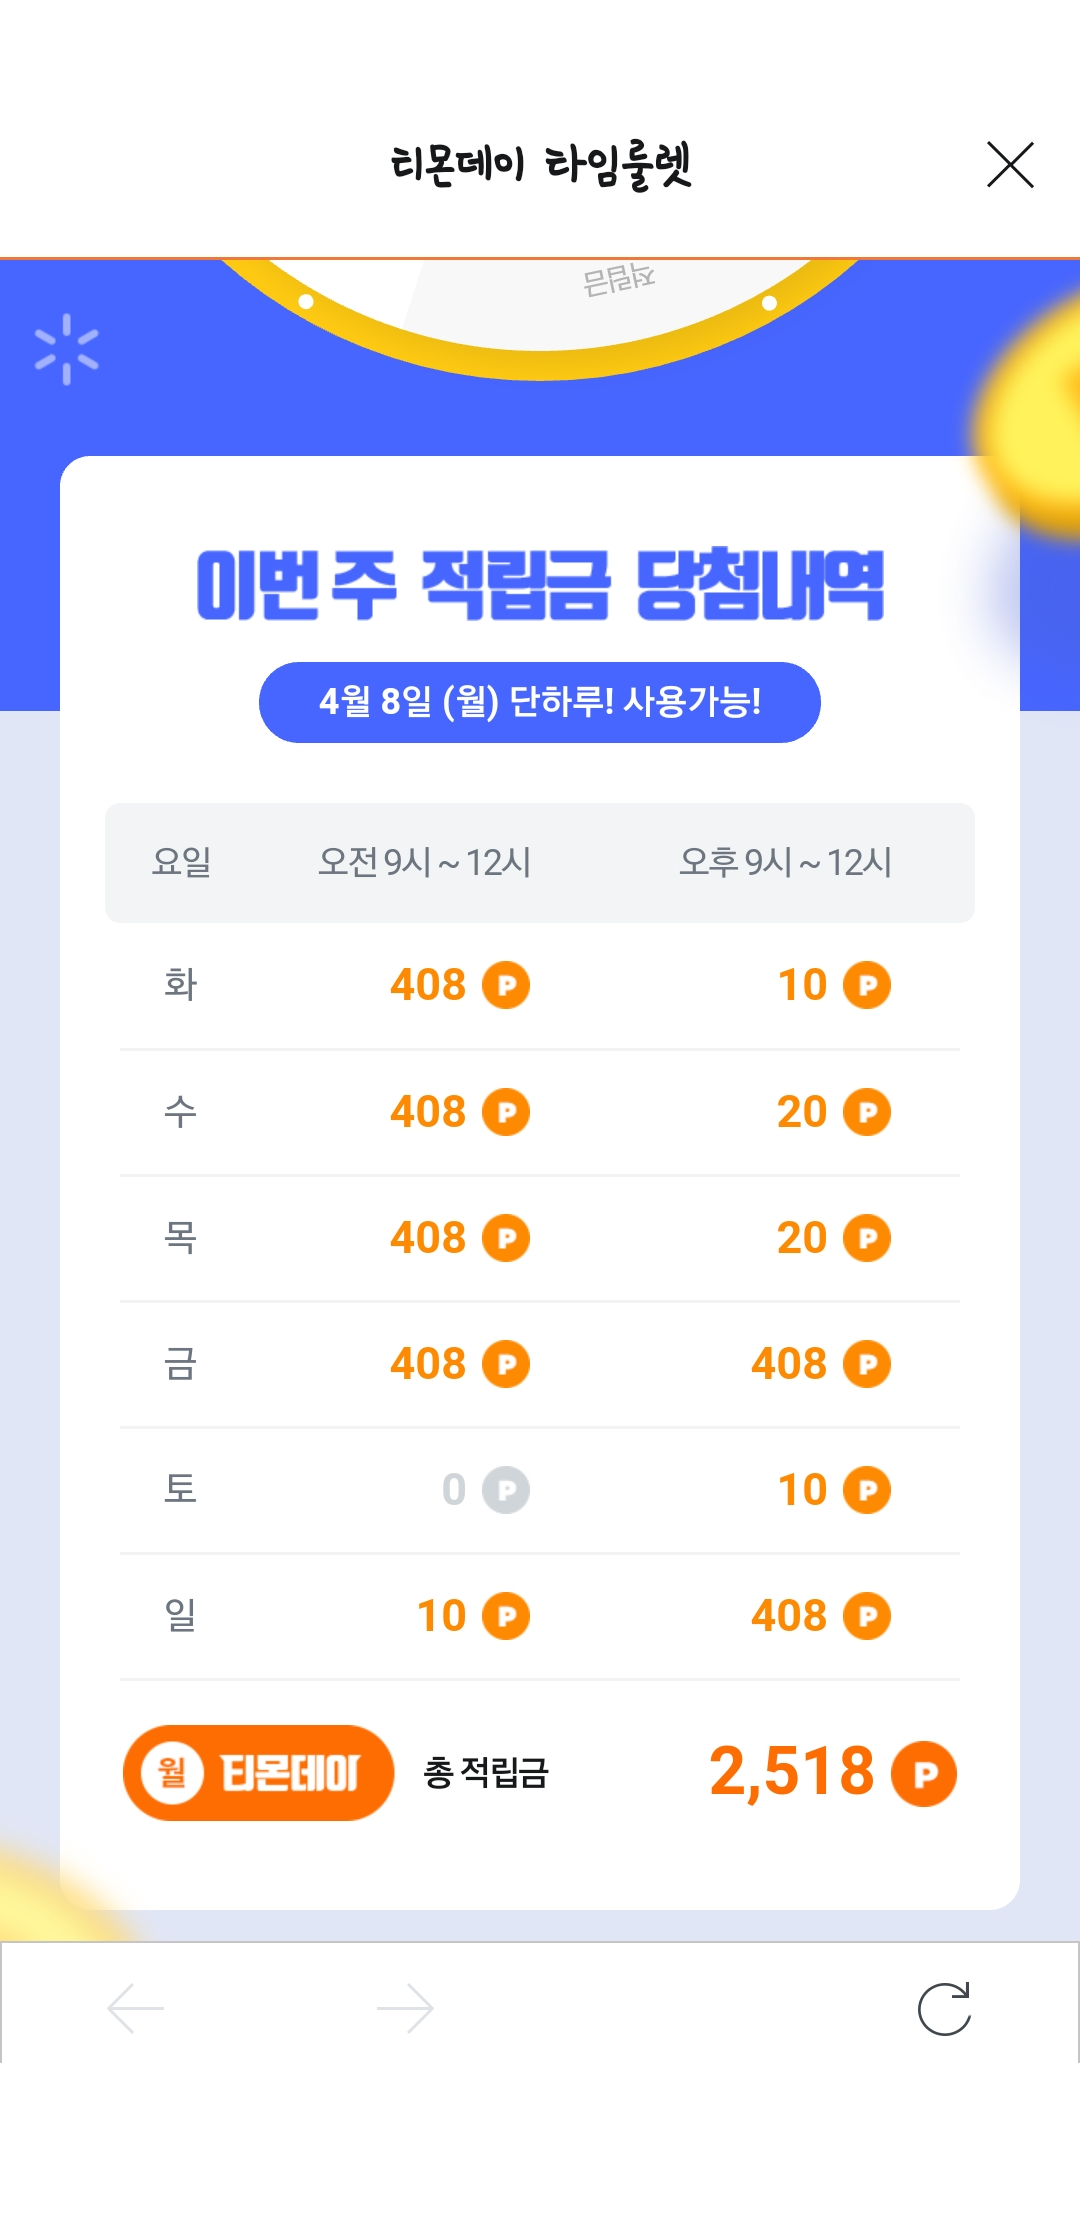 티몬데이 타임룰렛
적립금
이번 주 적립금 당첨내역
4월 8일 (월) 단하루! 사용가능!
요일 오전 9시 ~ 12시 오후 9시 ~ 12시
화 408 P 10 P
수 408 P 20 P
목 408 P 20 P
금 408 P 408 P
토 0 P 10 P
일 10 P 408 P
월 티몬데이 총 적립금 2,518 P